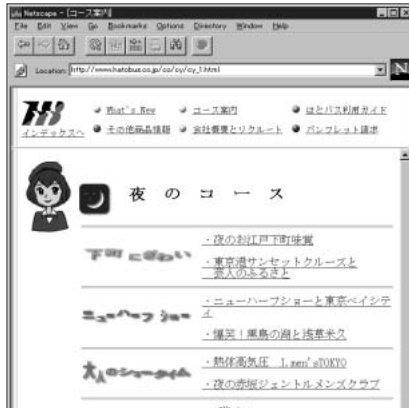 Netscape - [コース案内]
File Edit View Go Bookmarks Options Directory Window Help
Location: http://www.hatobus.co.jp/co/cy/cy_1.html
N
What's New コース案内 はとバス利用ガイド
インデックスへ その他商品情報 会社概要とリクルート パンフレット請求
夜のコース
下町にぎわい
・夜のお江戸下町味覚
・東京湾サンセットクルーズと
芸人のふるさと
ニューハーフショー
・ニューハーフショーと東京ベイシテ
ィ
・爆笑!黒鳥の湖と浅草米久
大人のショータイム
・熱体高気圧 J.men'sTOKYO
・夜の赤坂ジェントルメンズクラブ